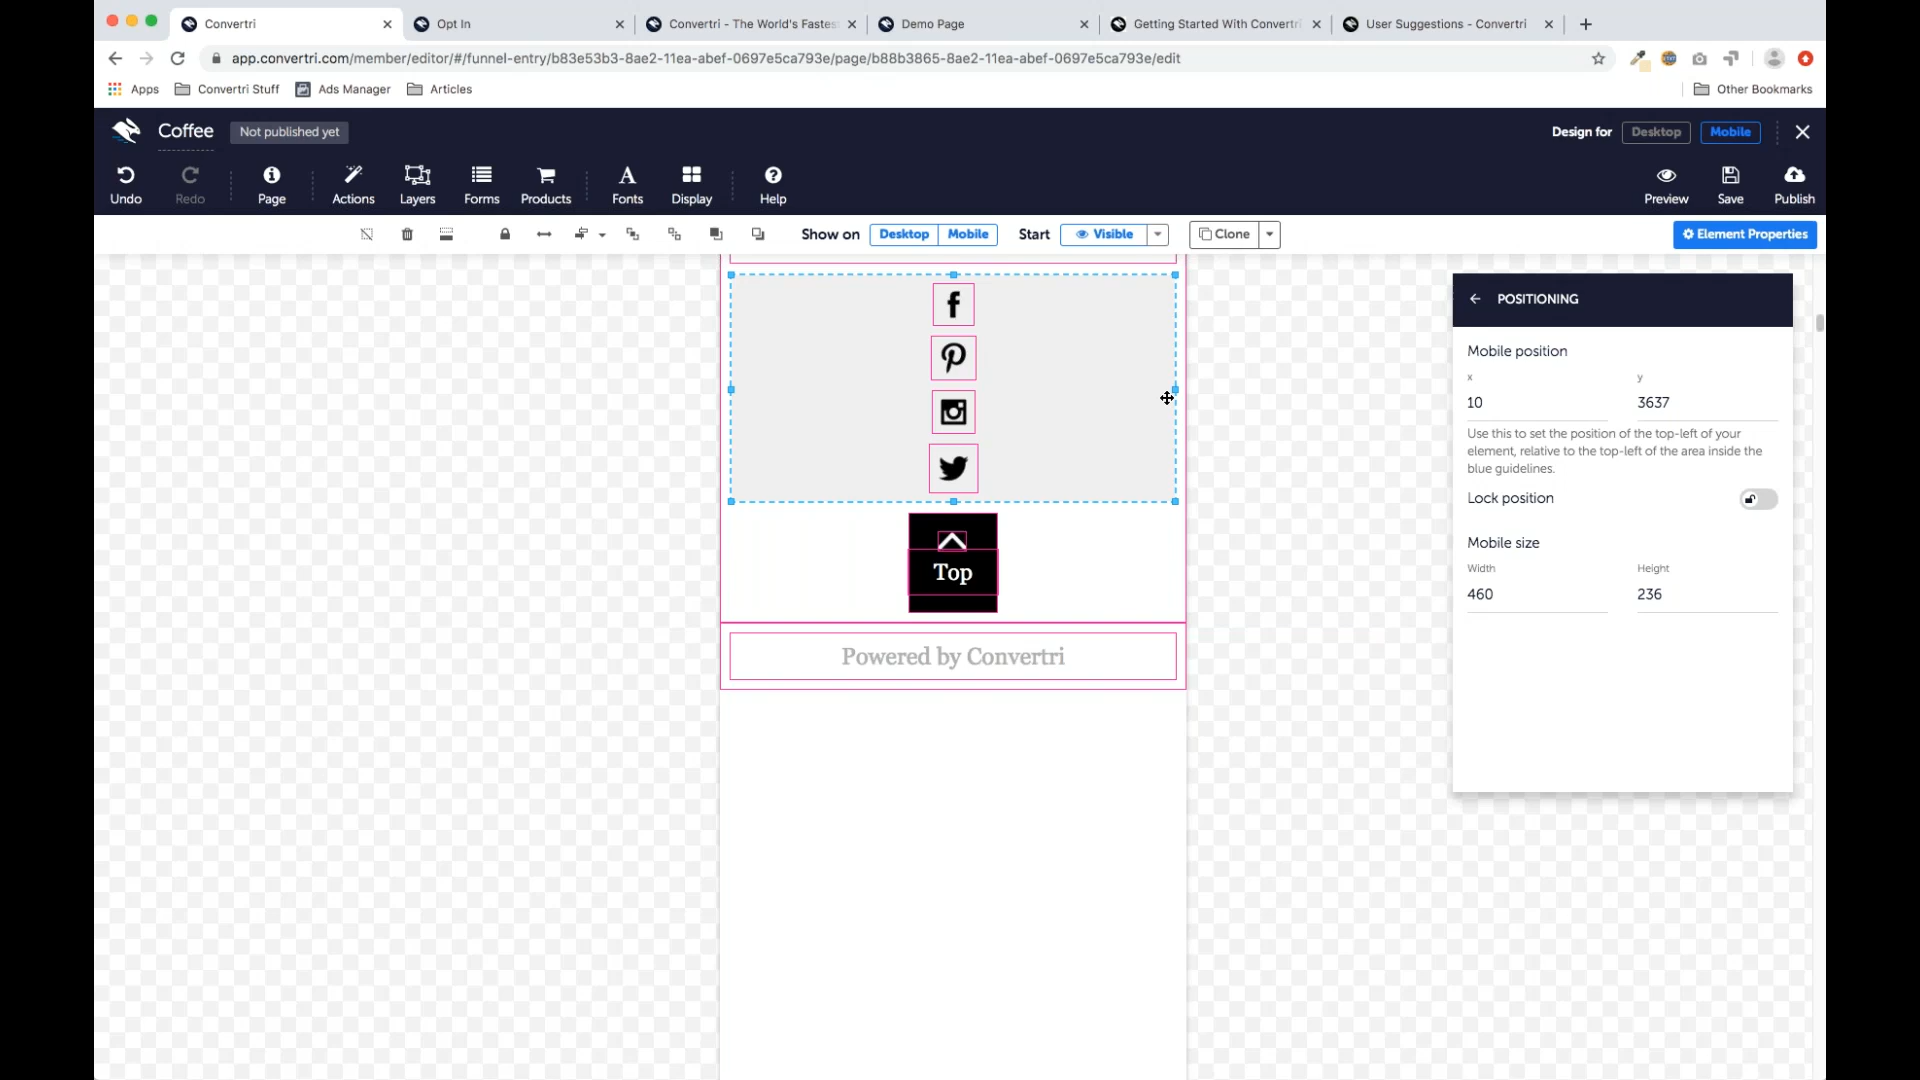 Convertri
Opt In
Convertri - The World's Fastes
Demo Page
Getting Started With Convertri
User Suggestions - Convertri
app.convertri.com/member/editor/#/funnel-entry/b83e53b3-8ae2-11ea-abef-0697e5ca793e/page/b88b3865-8ae2-11ea-abef-0697e5ca793e/edit
Apps
Convertri Stuff
Ads Manager
Articles
Other Bookmarks
Coffee
Not published yet
Design for
Desktop
Mobile
Undo
Redo
Page
Actions
Layers
Forms
Products
Fonts
Display
Help
Preview
Save
Publish
Show on
Desktop
Mobile
Start
Visible
Clone
Element Properties
POSITIONING
Mobile position
x
y
10
3637
Use this to set the position of the top-left of your
element, relative to the top-left of the area inside the
blue guidelines.
Lock position
Mobile size
Width
Height
460
236
Top
Powered by Convertri